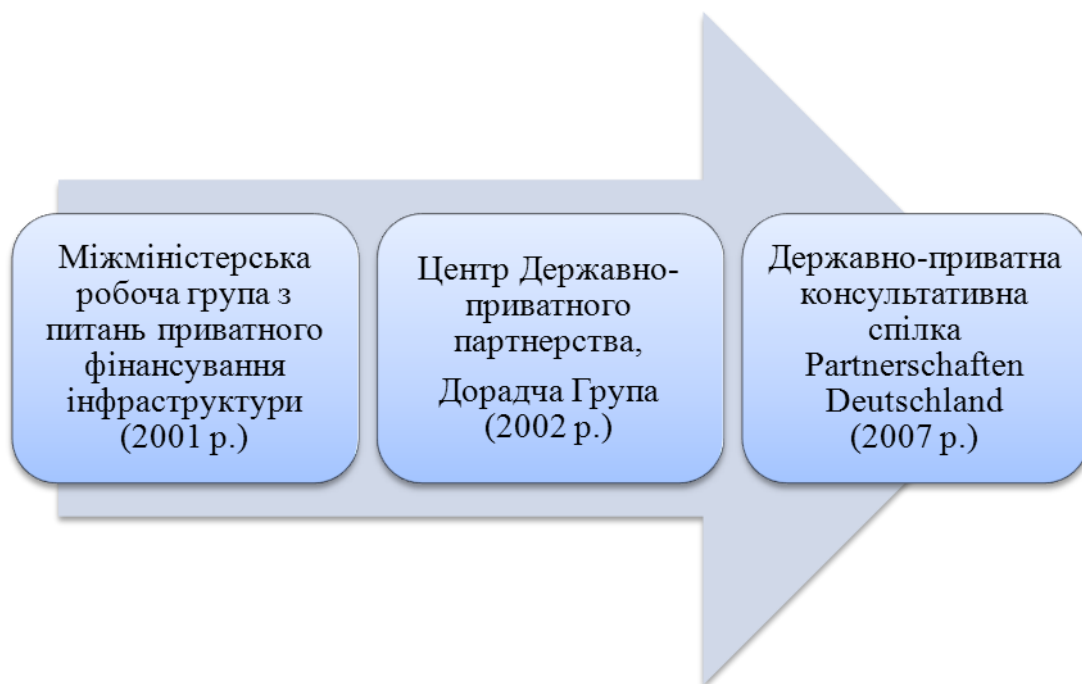 Міжміністерська
робоча група з
питань приватного
фінансування
інфраструктури
(2001 р.)
Центр Державно-
приватного
партнерства,
Дорадча Група
(2002 р.)
Державно-приватна
консультативна
спілка
Partnerschaften
Deutschland
(2007 р.)